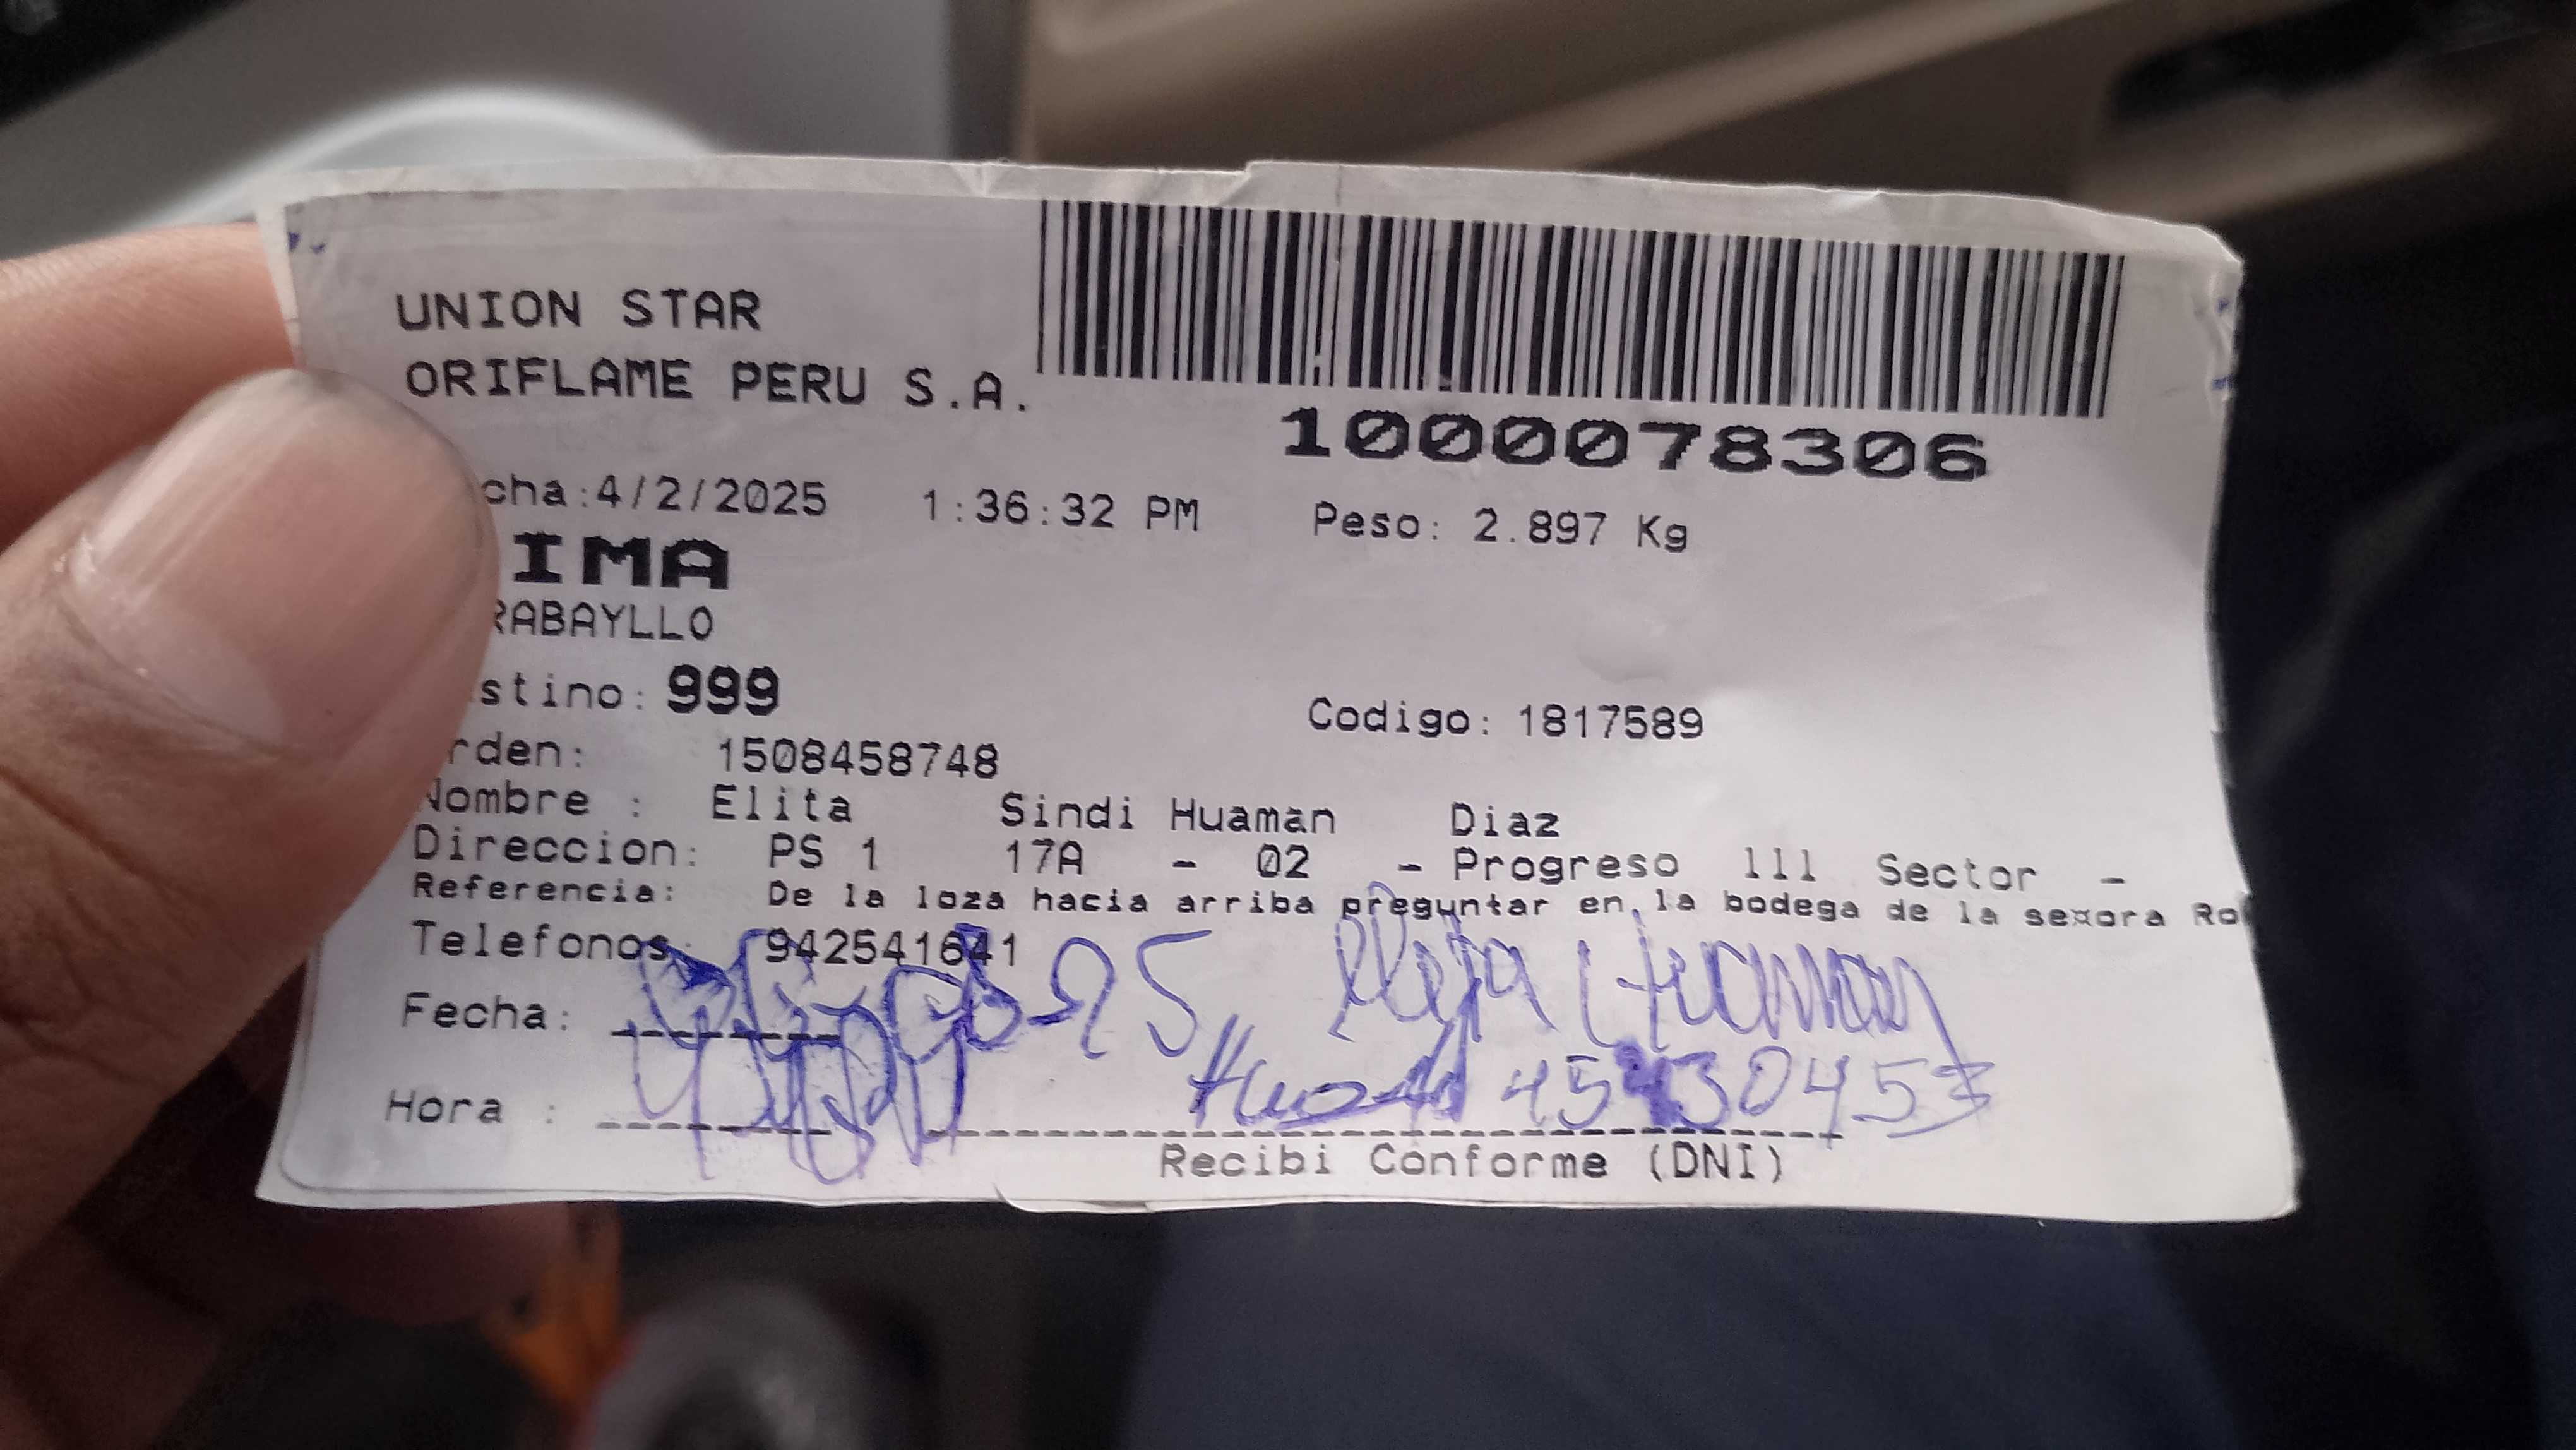 UNION STAR
ORIFLAME PERU S.A.
1000078306
cha:4/2/2025 1:36:32 PM Peso: 2.897 Kg
IMA
RABAYLLO
stino: 999 Codigo: 1817589
rden: 1508458748
Nombre : Elita Sindi Huaman Diaz
Direccion: PS 1 17A - 02 - Progreso lll Sector -
Referencia: De la loza hacia arriba preguntar en la bodega de la sexora Ro
Telefonos: 942541641
Fecha: 25 Huaman
Hora :
Recibi Conforme (DNI)